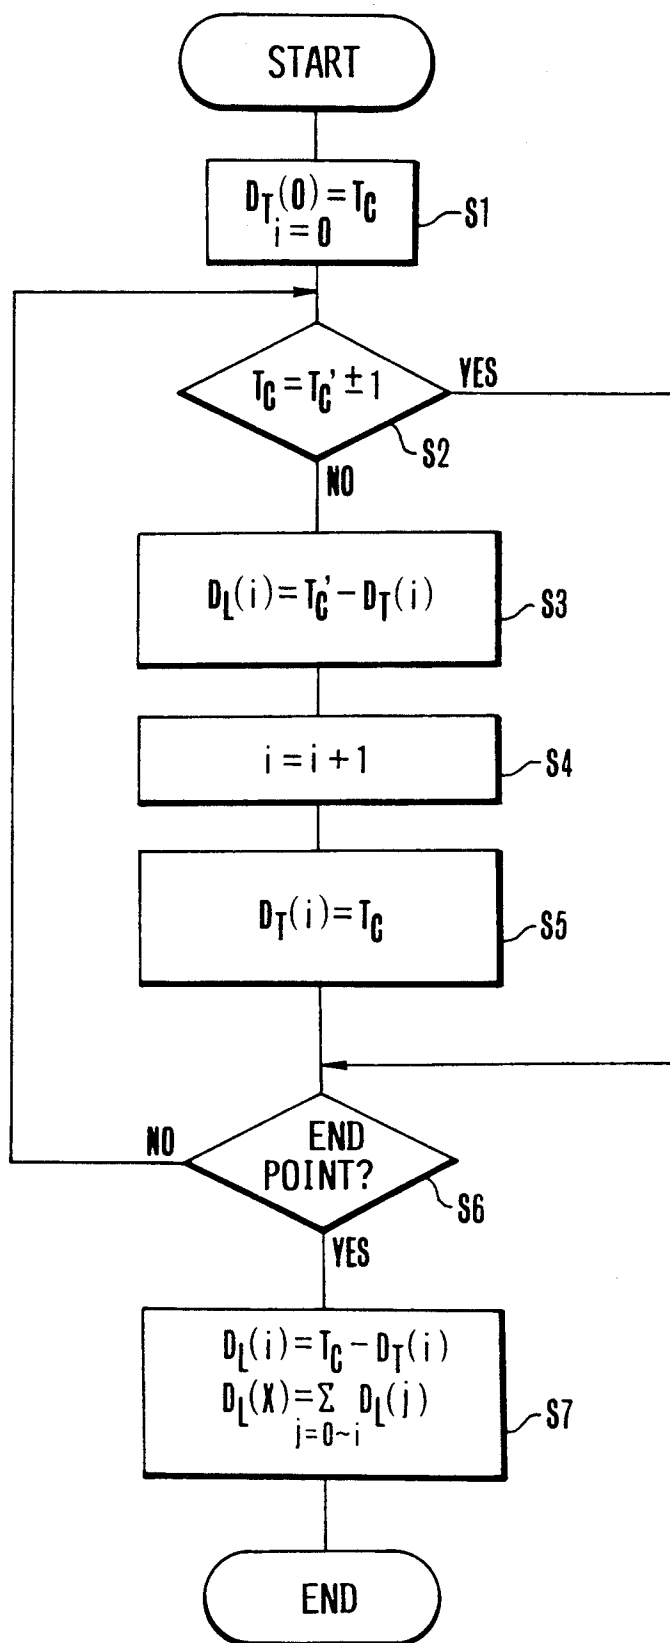 START
D_T(0) = T_C
i = 0
S1
T_C = T_C' ± 1
YES
S2
NO
D_L(i) = T_C' − D_T(i)
S3
i = i + 1
S4
D_T(i) = T_C
S5
NO
END
POINT?
S6
YES
D_L(i) = T_C − D_T(i)
D_L(X) = Σ D_L(j)
j=0~i
S7
END